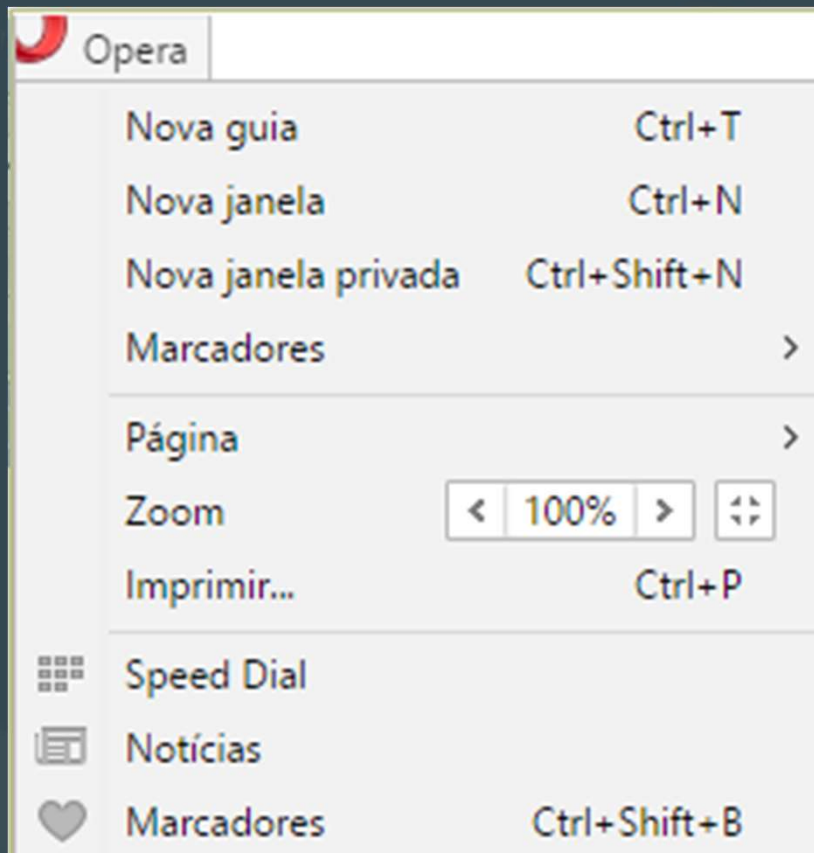 Opera
Nova guia Ctrl+T
Nova janela Ctrl+N
Nova janela privada Ctrl+Shift+N
Marcadores
Página
Zoom 100%
Imprimir... Ctrl+P
Speed Dial
Notícias
Marcadores Ctrl+Shift+B